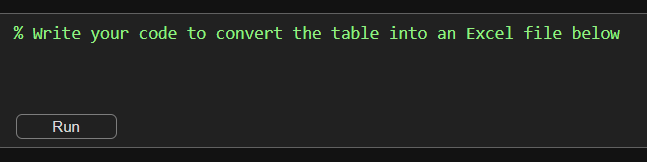 % Write your code to convert the table into an Excel file below
Run